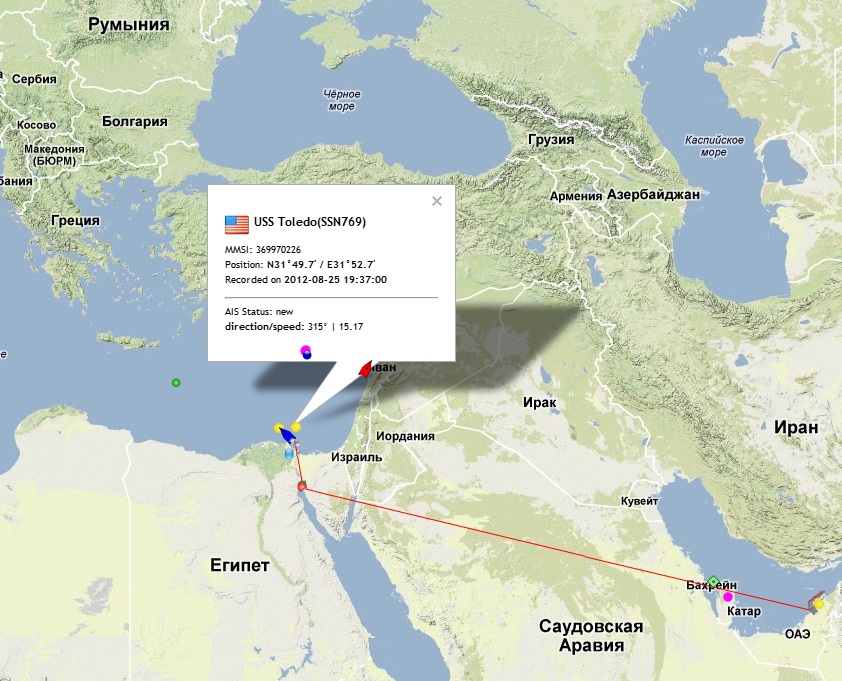 Румыния
Сербия
Чёрное
море
Косово
Болгария
Македония
(БЮРМ)
бания
Греция
Грузия
Каспийское
море
Армения
Азербайджан
USS Toledo(SSN769)
MMSI: 369970226
Position: N31°49.7' / E31°52.7'
Recorded on 2012-08-25 19:37:00
AIS Status: new
direction/speed: 315° | 15.17
е
иван
Ирак
Иран
Иордания
Израиль
Кувейт
Египет
Бахрейн
Катар
ОАЭ
Саудовская
Аравия